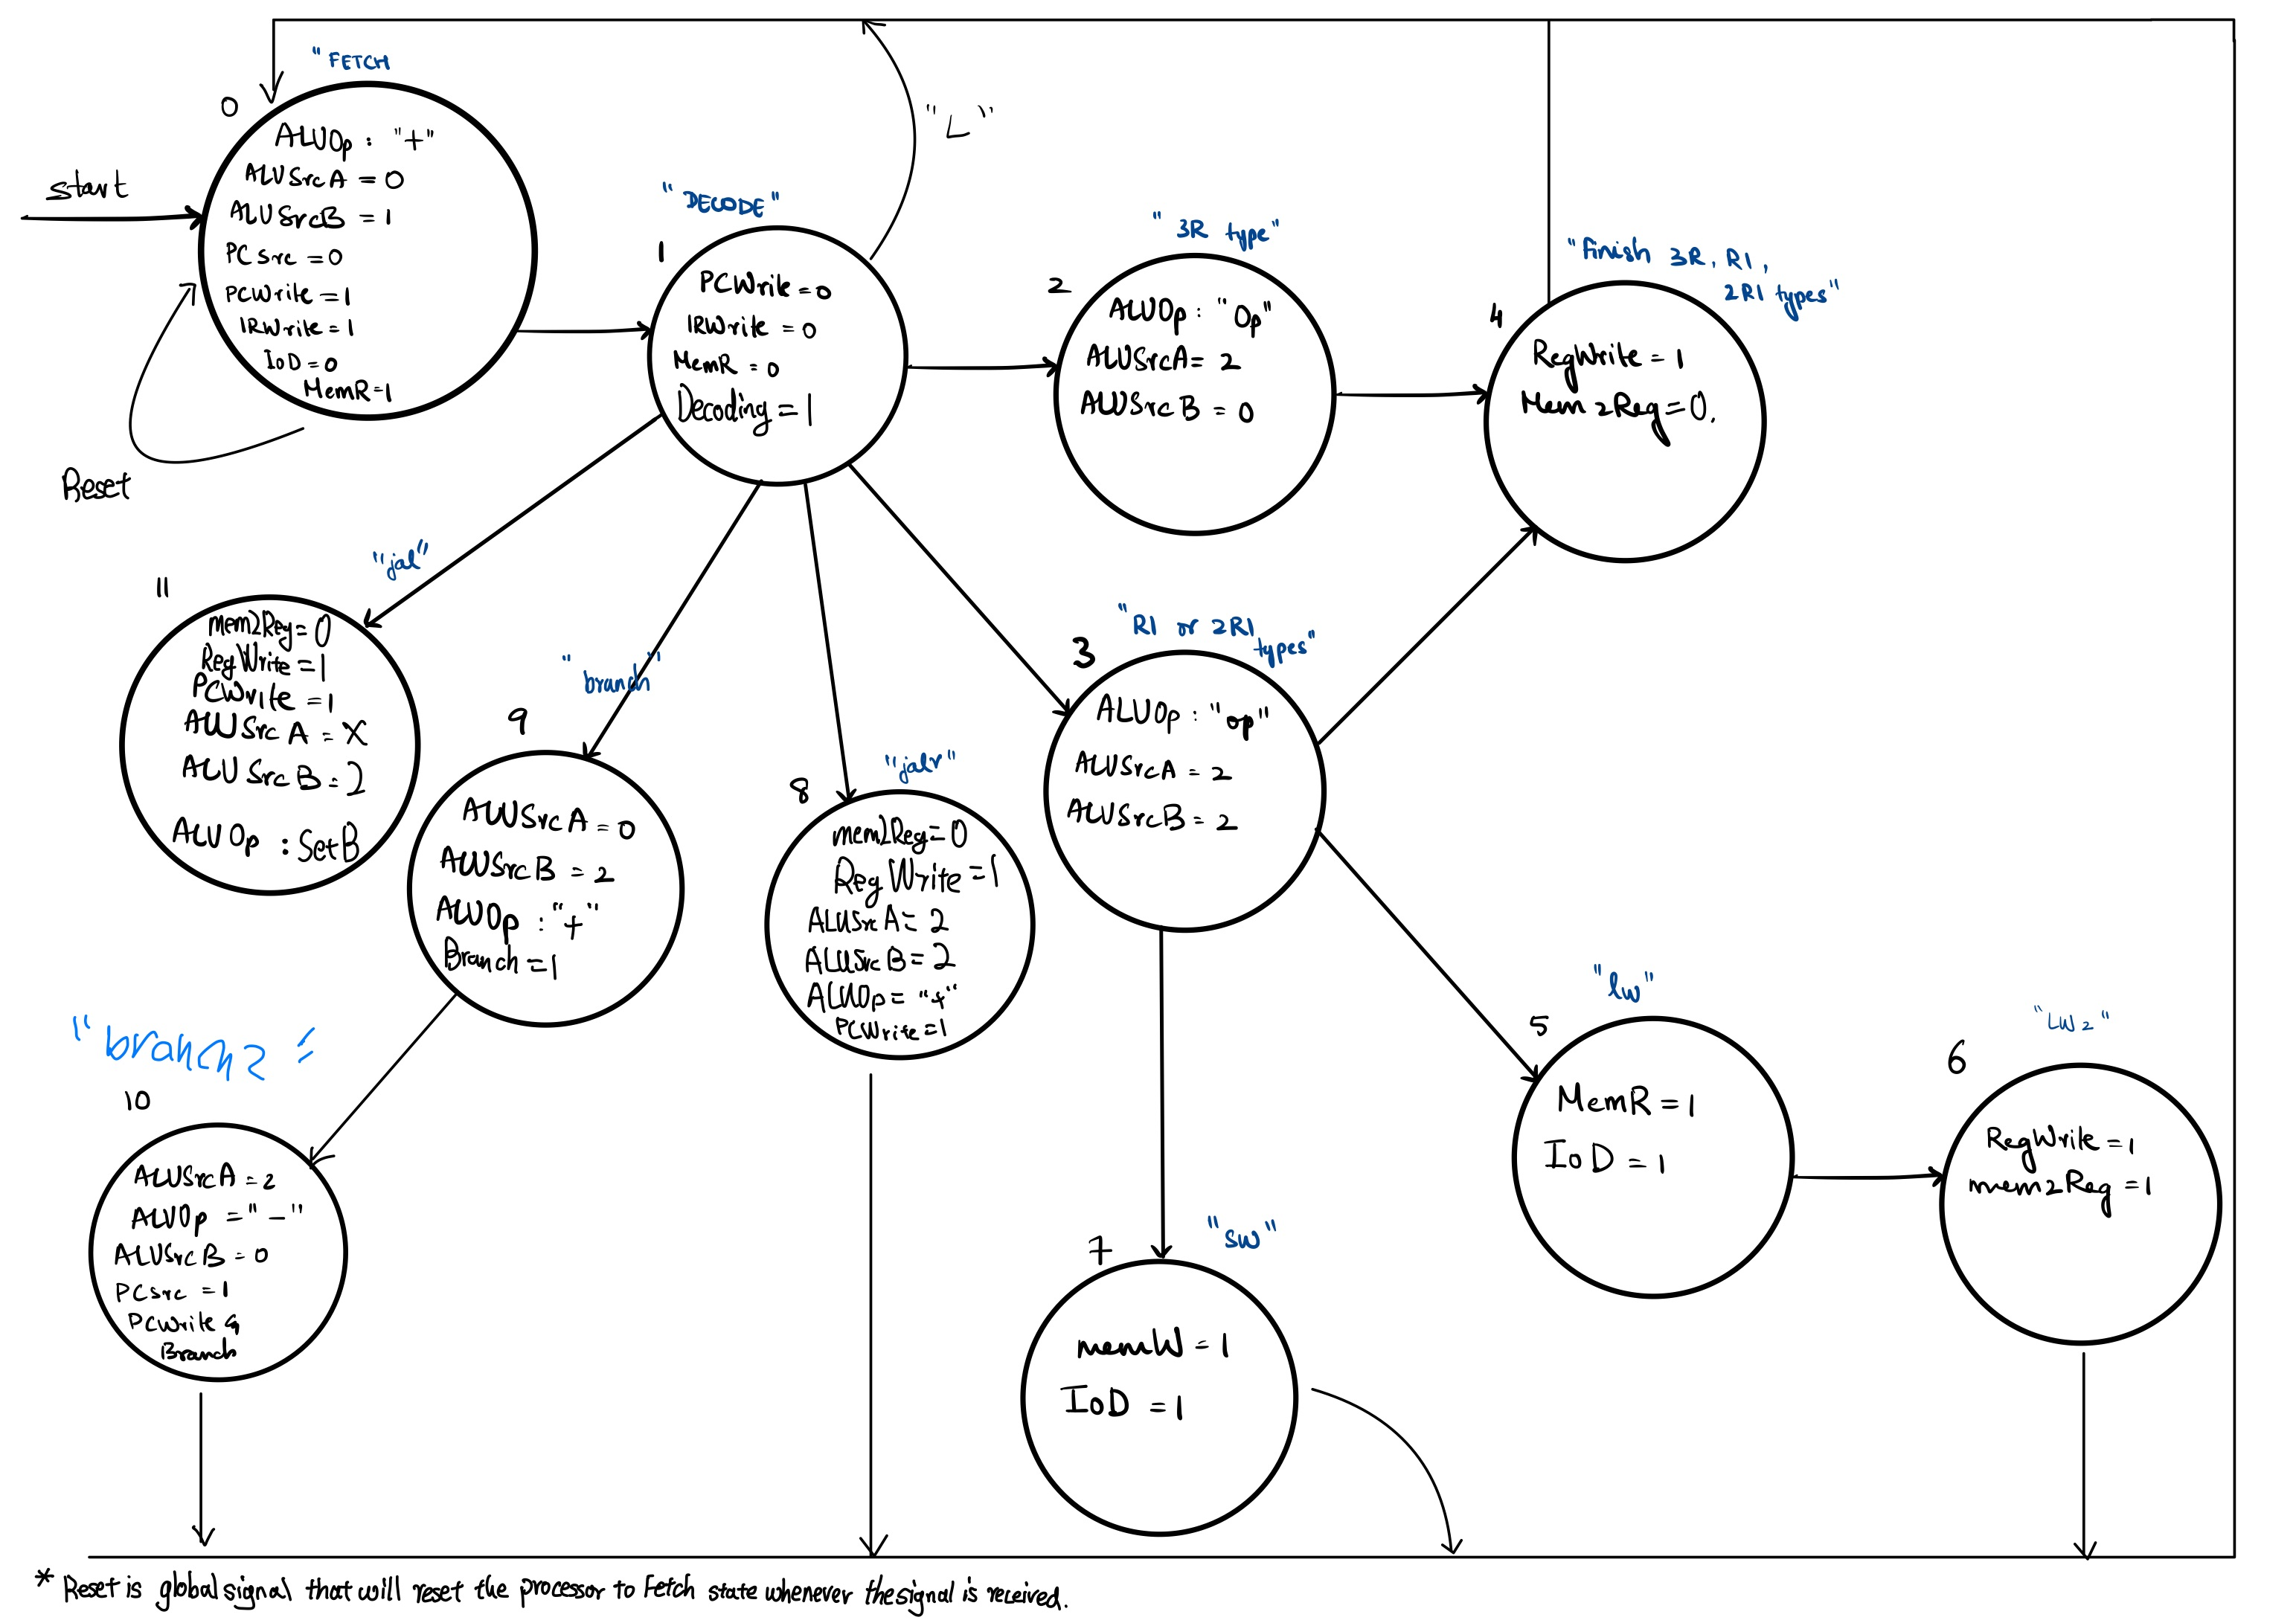 "FETCH
0
ALUOp : "+"
ALUSrcA = 0
ALUSrcB = 1
PCsrc = 0
PCWrite = 1
IRWrite = 1
IoD = 0
MemR = 1
start
Reset
"DECODE"
1
PCWrite = 0
IRWrite = 0
MemR = 0
Decoding = 1
"L"
"3R type"
2
ALUOp : "Op"
ALUSrcA = 2
ALUSrcB = 0
"Finish 3R, RI,
2RI types"
4
RegWrite = 1
Mem2Reg = 0.
"jal"
11
mem2Reg = 0
RegWrite = 1
PCWrite = 1
ALUSrcA = X
ALUSrcB = 2
ALUOp : SetB
"branch"
9
ALUSrcA = 0
ALUSrcB = 2
ALUOp : "+"
Branch = 1
"jalr"
8
mem2Reg = 0
RegWrite = 1
ALUSrcA = 2
ALUSrcB = 2
ALUOp = "+"
PCWrite = 1
"RI or 2RI
types"
3
ALUOp : "op"
ALUSrcA = 2
ALUSrcB = 2
"lw"
5
MemR = 1
IoD = 1
"LW2"
6
RegWrite = 1
mem2Reg = 1
"branch2"
10
ALUSrcA = 2
ALUOp = "-"
ALUSrcB = 0
PCsrc = 1
PCWrite &
Branch
"sw"
7
memW = 1
IoD = 1
* Reset is global signal that will reset the processor to Fetch state whenever the signal is received.